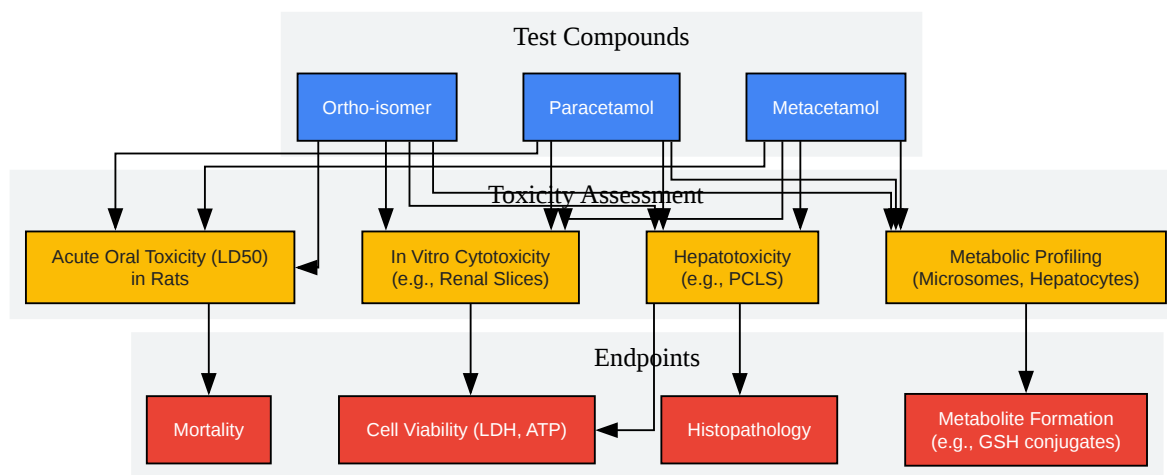 Test Compounds
Ortho-isomer
Paracetamol
Metacetamol
Toxicity Assessment
Acute Oral Toxicity (LD50)
in Rats
In Vitro Cytotoxicity
(e.g., Renal Slices)
Hepatotoxicity
(e.g., PCLS)
Metabolic Profiling
(Microsomes, Hepatocytes)
Endpoints
Mortality
Cell Viability (LDH, ATP)
Histopathology
Metabolite Formation
(e.g., GSH conjugates)